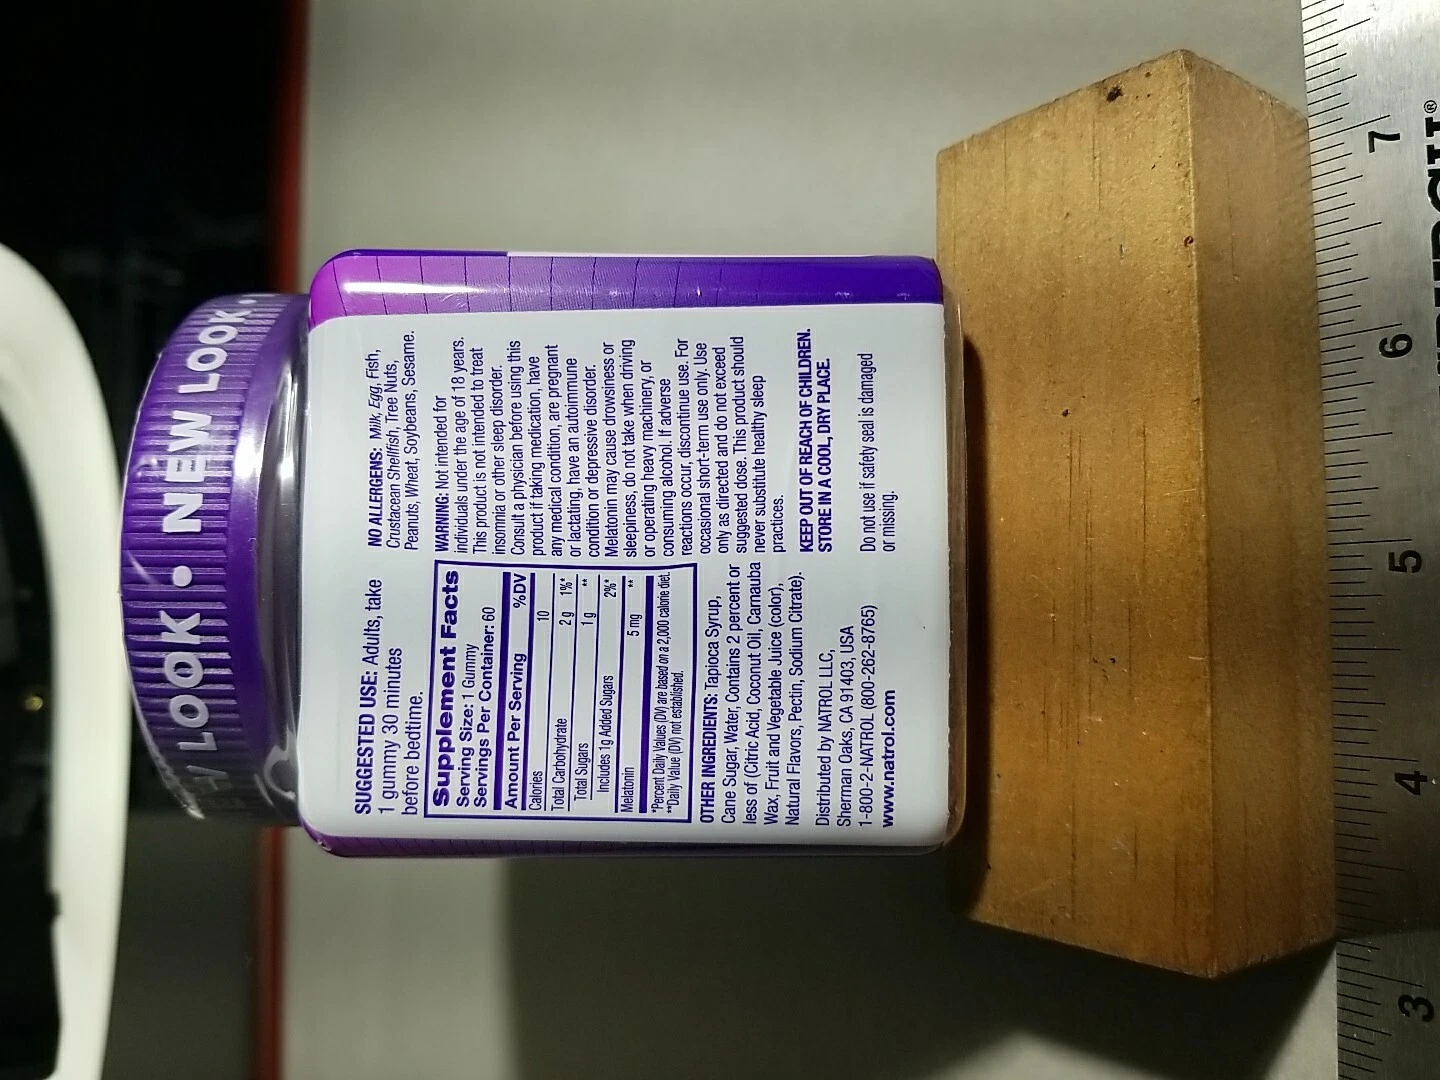 LOOK • NEW LOOK •
SUGGESTED USE: Adults, take
1 gummy 30 minutes
before bedtime.
Supplement Facts
Serving Size: 1 Gummy
Servings Per Container: 60
Amount Per Serving %DV
Calories 10
Total Carbohydrate 2 g 1%*
Total Sugars 1 g **
Includes 1g Added Sugars 2%*
Melatonin 5 mg **
*Percent Daily Values (DV) are based on a 2,000 calorie diet.
**Daily Value (DV) not established.
OTHER INGREDIENTS: Tapioca Syrup,
Cane Sugar, Water, Contains 2 percent or
less of (Citric Acid, Coconut Oil, Carnauba
Wax, Fruit and Vegetable Juice (color),
Natural Flavors, Pectin, Sodium Citrate).
Distributed by NATROL LLC,
Sherman Oaks, CA 91403, USA
1-800-2-NATROL (800-262-8765)
www.natrol.com
NO ALLERGENS: Milk, Egg, Fish,
Crustacean Shellfish, Tree Nuts,
Peanuts, Wheat, Soybeans, Sesame.
WARNING: Not intended for
individuals under the age of 18 years.
This product is not intended to treat
insomnia or other sleep disorder.
Consult a physician before using this
product if taking medication, have
any medical condition, are pregnant
or lactating, have an autoimmune
condition or depressive disorder.
Melatonin may cause drowsiness or
sleepiness, do not take when driving
or operating heavy machinery, or
consuming alcohol. If adverse
reactions occur, discontinue use. For
occasional short-term use only. Use
only as directed and do not exceed
suggested dose. This product should
never substitute healthy sleep
practices.
KEEP OUT OF REACH OF CHILDREN.
STORE IN A COOL, DRY PLACE.
Do not use if safety seal is damaged
or missing.
3 4 5 6 7
®